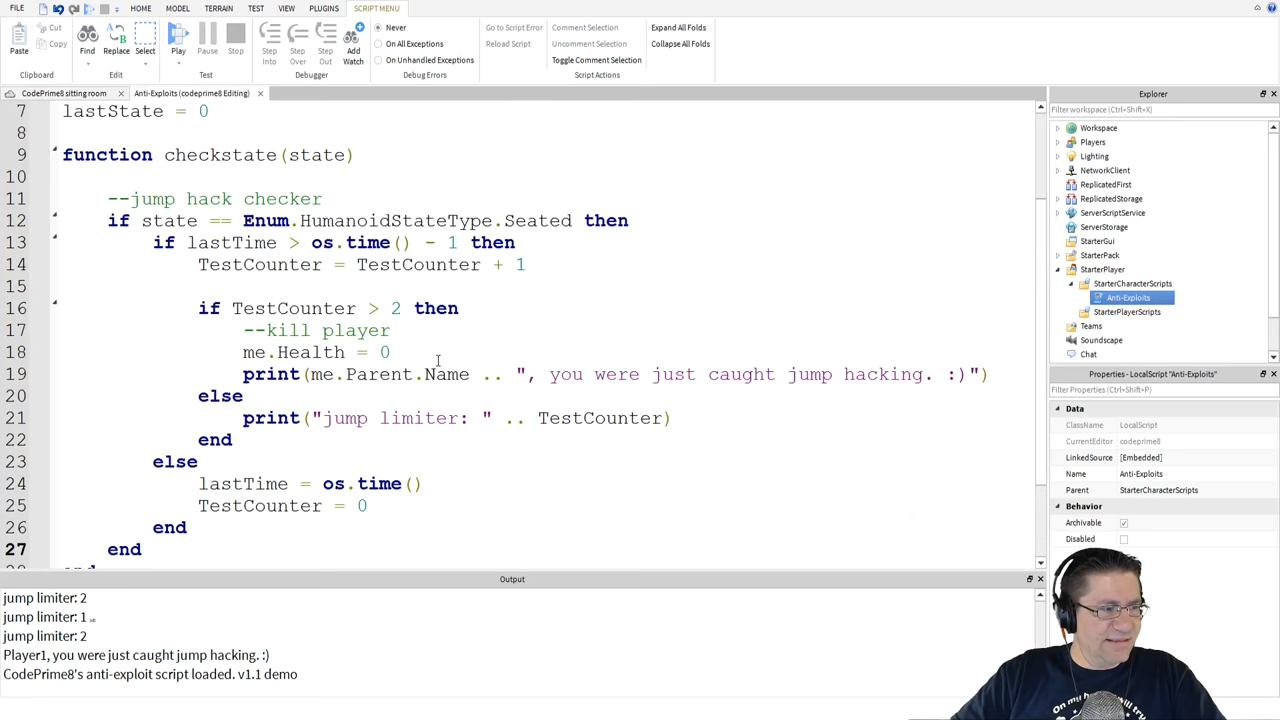 FILE
HOME
MODEL
TERRAIN
TEST
VIEW
PLUGINS
SCRIPT MENU
Paste
Cut
Copy
Clipboard
Find
Replace
Select
Edit
Play
Pause
Stop
Test
Step Into
Step Over
Step Out
Add Watch
Debugger
Never
On All Exceptions
On Unhandled Exceptions
Debug Errors
Go to Script Error
Reload Script
Comment Selection
Uncomment Selection
Toggle Comment Selection
Script Actions
Expand All Folds
Collapse All Folds
CodePrime8 sitting room
Anti-Exploits (codeprime8 Editing)
7 lastState = 0
8
9 function checkstate(state)
10
11 --jump hack checker
12 if state == Enum.HumanoidStateType.Seated then
13 if lastTime > os.time() - 1 then
14 TestCounter = TestCounter + 1
15
16 if TestCounter > 2 then
17 --kill player
18 me.Health = 0
19 print(me.Parent.Name .. ", you were just caught jump hacking. :)")
20 else
21 print("jump limiter: " .. TestCounter)
22 end
23 else
24 lastTime = os.time()
25 TestCounter = 0
26 end
27 end
Output
jump limiter: 2
jump limiter: 1
jump limiter: 2
Player1, you were just caught jump hacking. :)
CodePrime8's anti-exploit script loaded. v1.1 demo
Explorer
Filter workspace (Ctrl+Shift+X)
Workspace
Players
Lighting
NetworkClient
ReplicatedFirst
ReplicatedStorage
ServerScriptService
ServerStorage
StarterGui
StarterPack
StarterPlayer
StarterCharacterScripts
Anti-Exploits
StarterPlayerScripts
Teams
Soundscape
Chat
Properties - LocalScript "Anti-Exploits"
Filter Properties (Ctrl+Shift+P)
Data
ClassName LocalScript
CurrentEditor codeprime8
LinkedSource [Embedded]
Name Anti-Exploits
Parent StarterCharacterScripts
Behavior
Archivable
Disabled